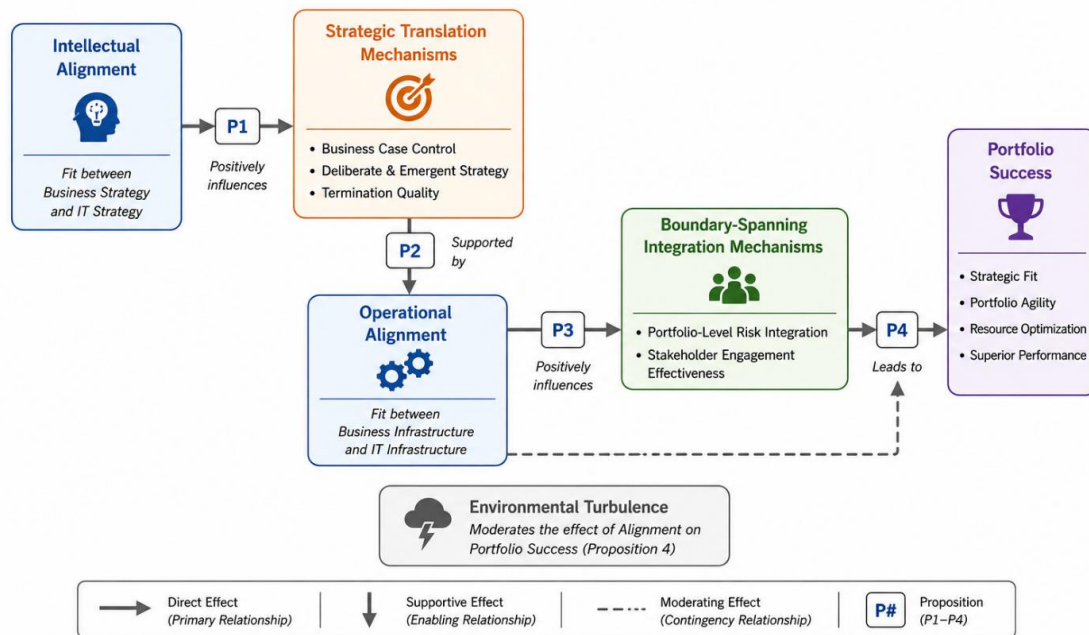 Intellectual
Alignment
Fit between
Business Strategy
and IT Strategy
P1
Positively
influences
Strategic Translation
Mechanisms
• Business Case Control
• Deliberate & Emergent Strategy
• Termination Quality
P2
Supported
by
Operational
Alignment
Fit between
Business Infrastructure
and IT Infrastructure
P3
Positively
influences
Boundary-Spanning
Integration Mechanisms
• Portfolio-Level Risk Integration
• Stakeholder Engagement
Effectiveness
P4
Leads to
Portfolio
Success
• Strategic Fit
• Portfolio Agility
• Resource Optimization
• Superior Performance
Environmental Turbulence
Moderates the effect of Alignment on
Portfolio Success (Proposition 4)
Direct Effect
(Primary Relationship)
Supportive Effect
(Enabling Relationship)
Moderating Effect
(Contingency Relationship)
P#
Proposition
(P1–P4)